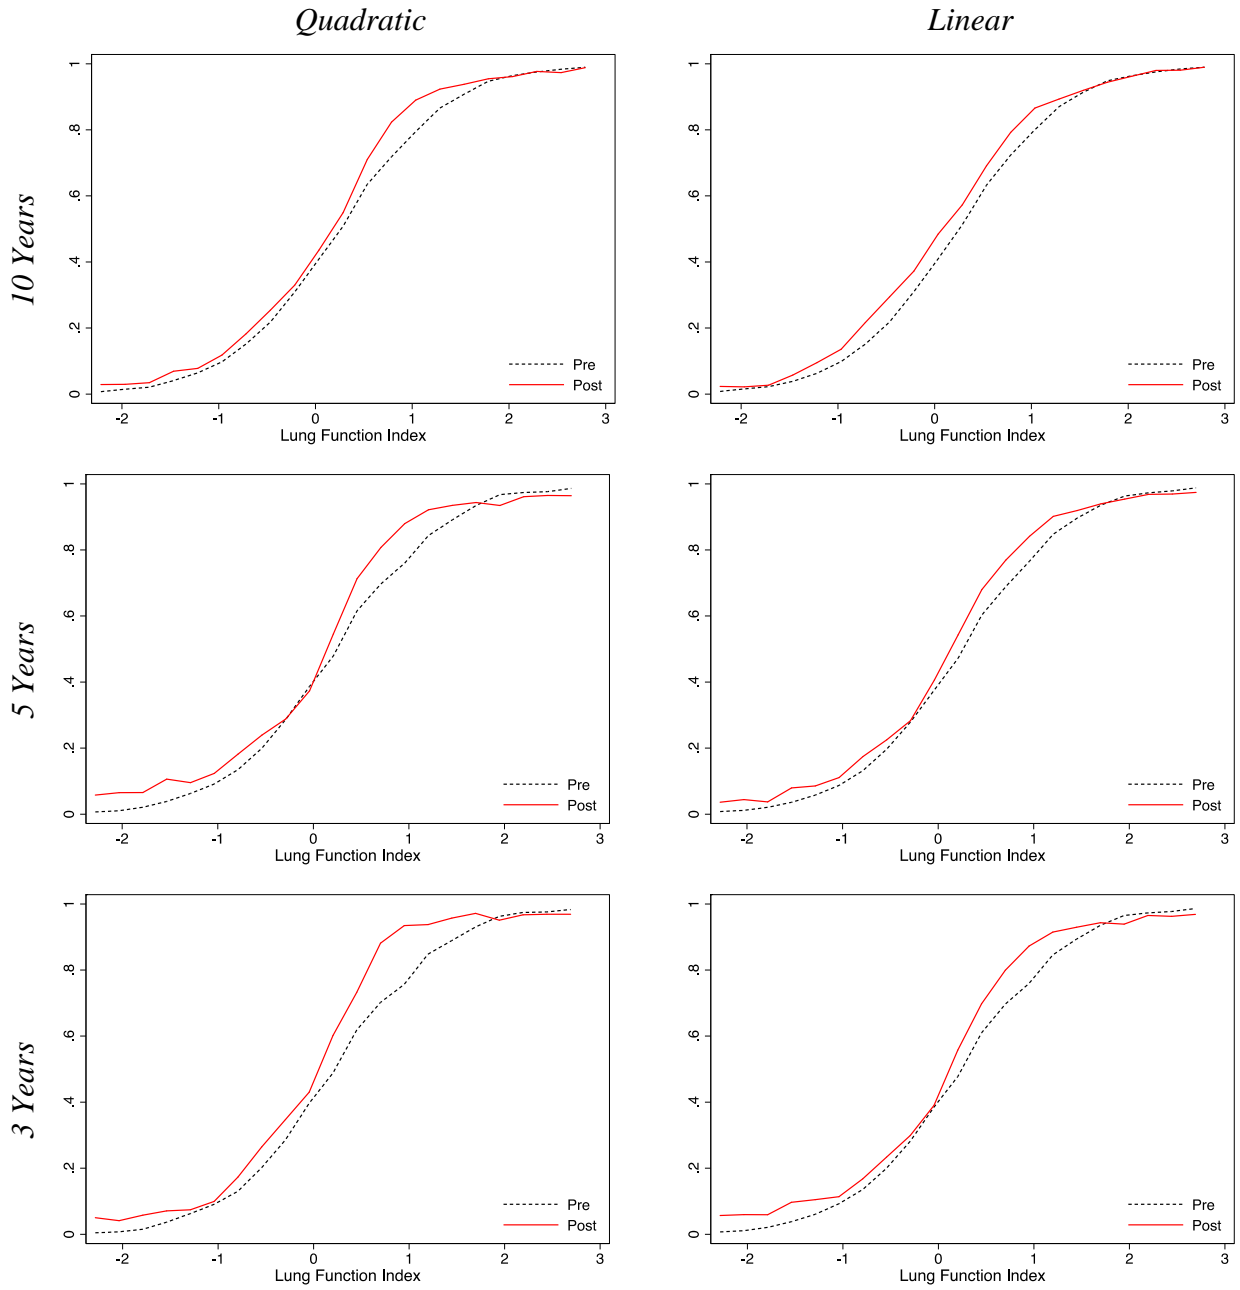 Quadratic
Linear
10 Years
1
.8
.6
.4
.2
0
-2 -1 0 1 2 3
Lung Function Index
Pre
Post
1
.8
.6
.4
.2
0
-2 -1 0 1 2 3
Lung Function Index
Pre
Post
5 Years
1
.8
.6
.4
.2
0
-2 -1 0 1 2 3
Lung Function Index
Pre
Post
1
.8
.6
.4
.2
0
-2 -1 0 1 2 3
Lung Function Index
Pre
Post
3 Years
1
.8
.6
.4
.2
0
-2 -1 0 1 2 3
Lung Function Index
Pre
Post
1
.8
.6
.4
.2
0
-2 -1 0 1 2 3
Lung Function Index
Pre
Post